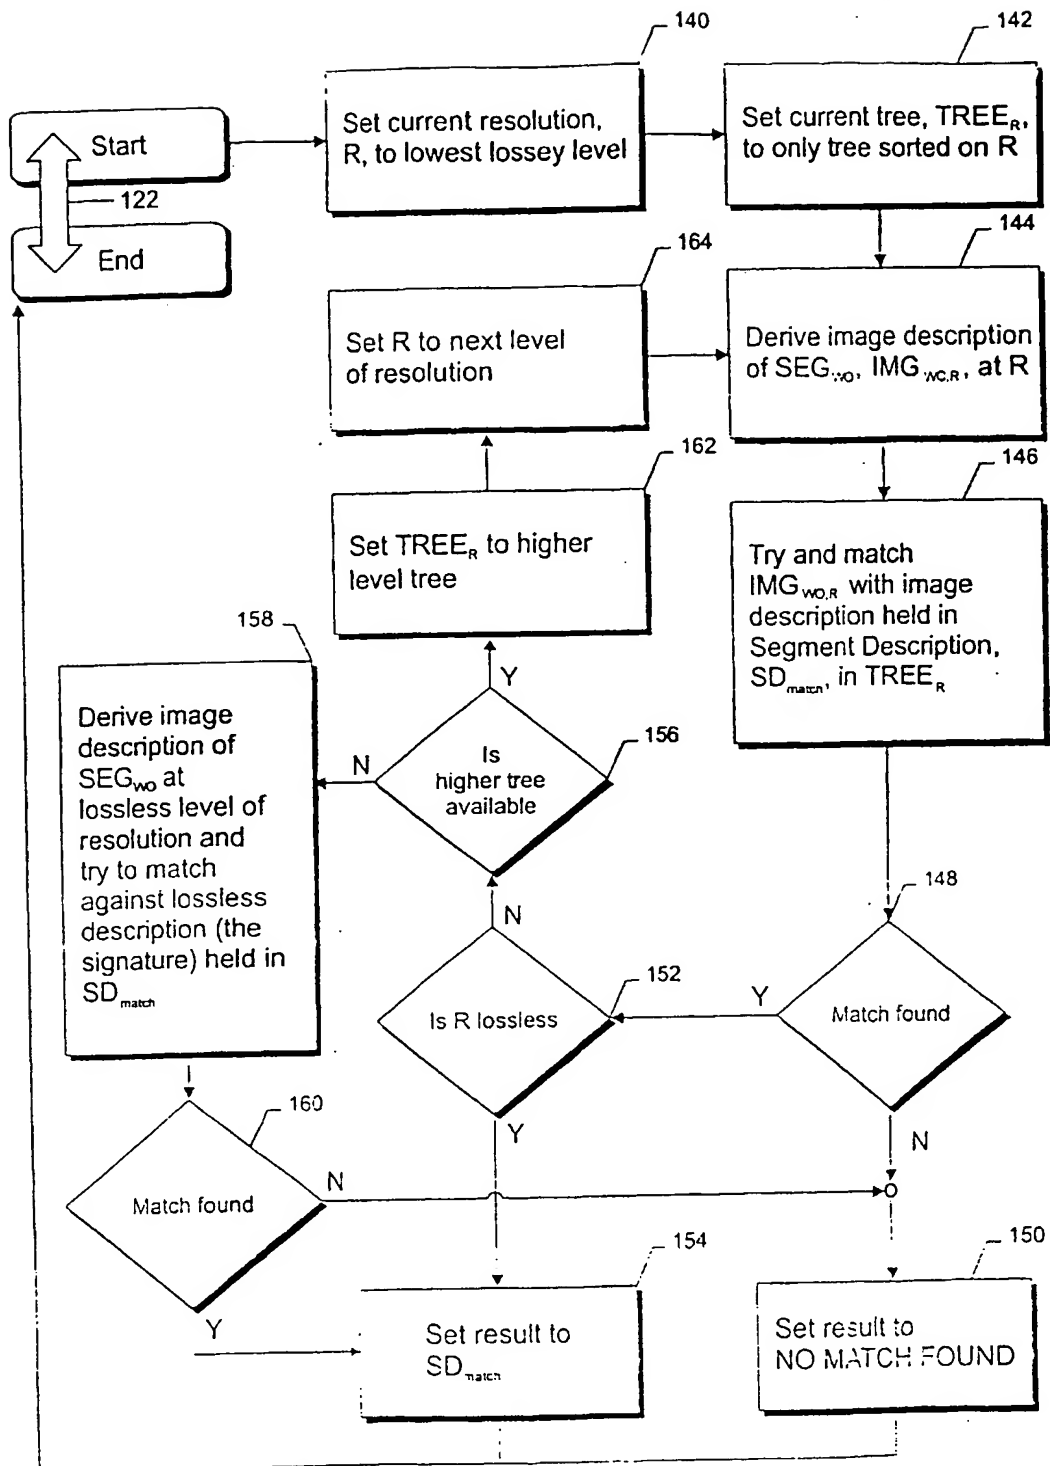 140
142
Start
122
End
Set current resolution,
R, to lowest lossey level
Set current tree, TREE_R,
to only tree sorted on R
164
144
Set R to next level
of resolution
Derive image description
of SEG_WO, IMG_WO,R, at R
162
146
Set TREE_R to higher
level tree
Try and match
IMG_WO,R with image
description held in
Segment Description,
SD_match, in TREE_R
158
Derive image
description of
SEG_WO at
lossless level of
resolution and
try to match
against lossless
description (the
signature) held in
SD_match
Y
N
156
Is
higher tree
available
N
148
152
Is R lossless
Y
Match found
Y
N
160
Match found
N
Y
154
150
Set result to
SD_match
Set result to
NO MATCH FOUND